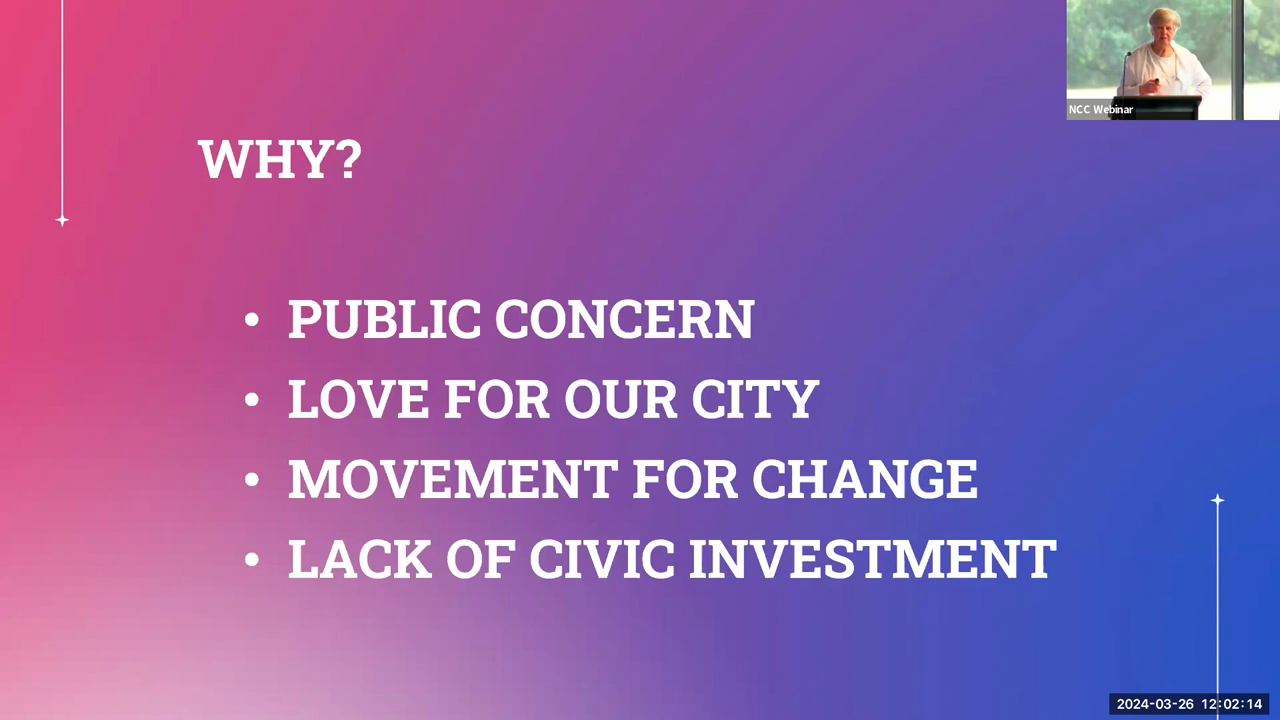 NCC Webinar
WHY?
• PUBLIC CONCERN
• LOVE FOR OUR CITY
• MOVEMENT FOR CHANGE
• LACK OF CIVIC INVESTMENT
2024-03-26 12:02:14